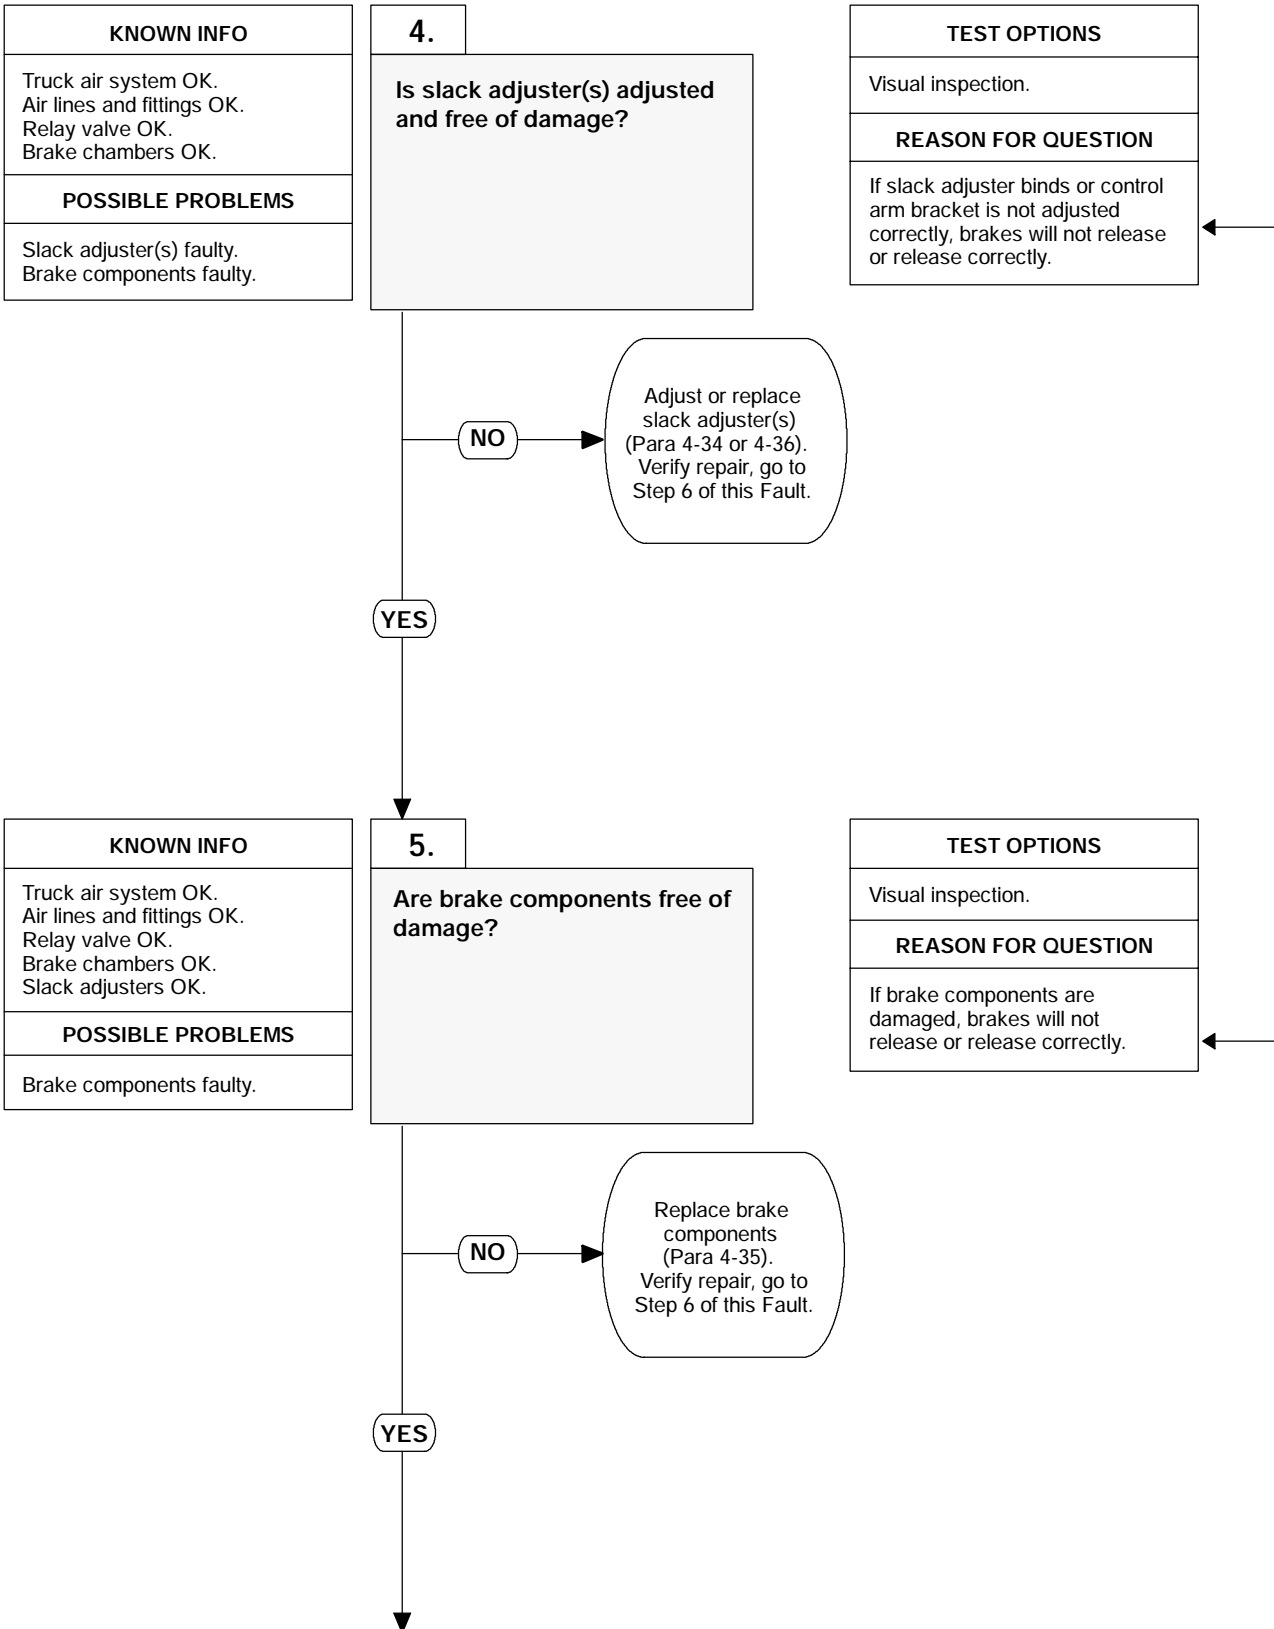 KNOWN INFO
Truck air system OK.
Air lines and fittings OK.
Relay valve OK.
Brake chambers OK.
POSSIBLE PROBLEMS
Slack adjuster(s) faulty.
Brake components faulty.
4.
Is slack adjuster(s) adjusted
and free of damage?
TEST OPTIONS
Visual inspection.
REASON FOR QUESTION
If slack adjuster binds or control
arm bracket is not adjusted
correctly, brakes will not release
or release correctly.
NO
Adjust or replace
slack adjuster(s)
(Para 4-34 or 4-36).
Verify repair, go to
Step 6 of this Fault.
YES
KNOWN INFO
Truck air system OK.
Air lines and fittings OK.
Relay valve OK.
Brake chambers OK.
Slack adjusters OK.
POSSIBLE PROBLEMS
Brake components faulty.
5.
Are brake components free of
damage?
TEST OPTIONS
Visual inspection.
REASON FOR QUESTION
If brake components are
damaged, brakes will not
release or release correctly.
NO
Replace brake
components
(Para 4-35).
Verify repair, go to
Step 6 of this Fault.
YES